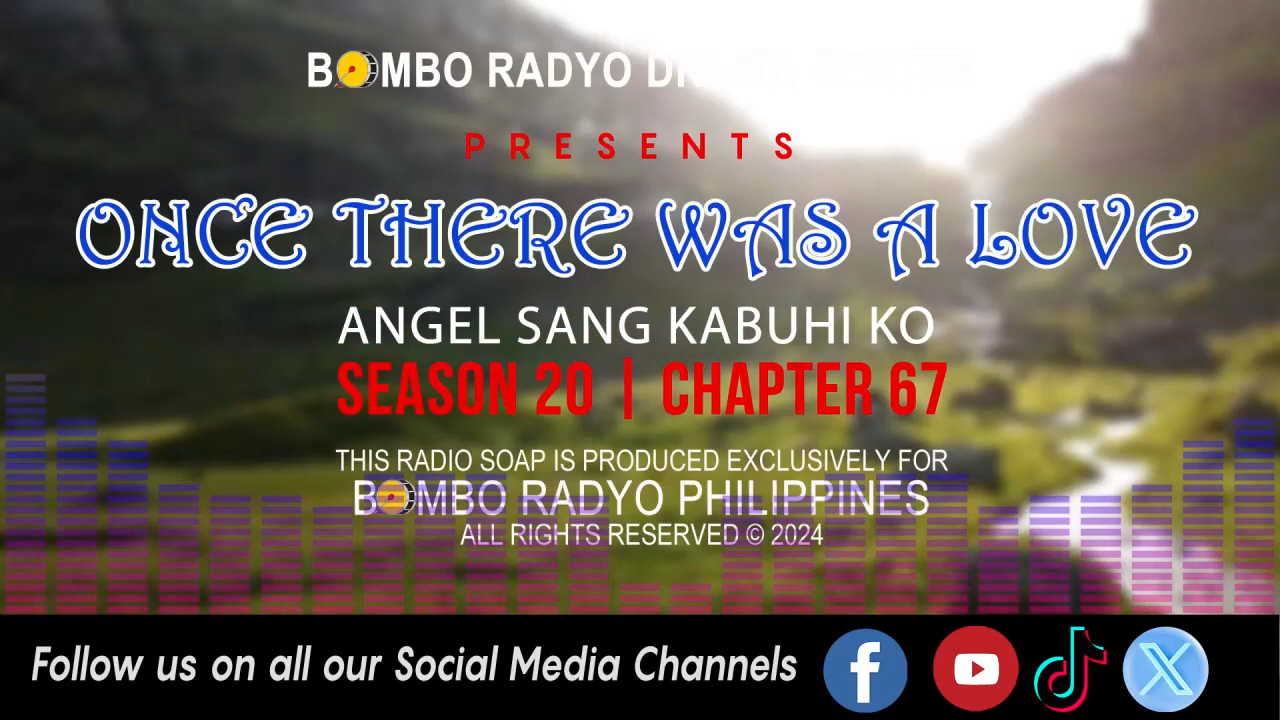 BOMBO RADYO
PRESENTS
ONCE THERE WAS A LOVE
ANGEL SANG KABUHI KO
SEASON 20 | CHAPTER 67
THIS RADIO SOAP IS PRODUCED EXCLUSIVELY FOR
BOMBO RADYO PHILIPPINES
ALL RIGHTS RESERVED © 2024
Follow us on all our Social Media Channels